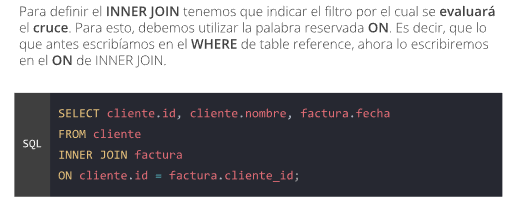 Para definir el INNER JOIN tenemos que indicar el filtro por el cual se evaluará
el cruce. Para esto, debemos utilizar la palabra reservada ON. Es decir, que lo
que antes escribíamos en el WHERE de table reference, ahora lo escribiremos
en el ON de INNER JOIN.
SELECT cliente.id, cliente.nombre, factura.fecha
FROM cliente
SQL
INNER JOIN factura
ON cliente.id = factura.cliente_id;